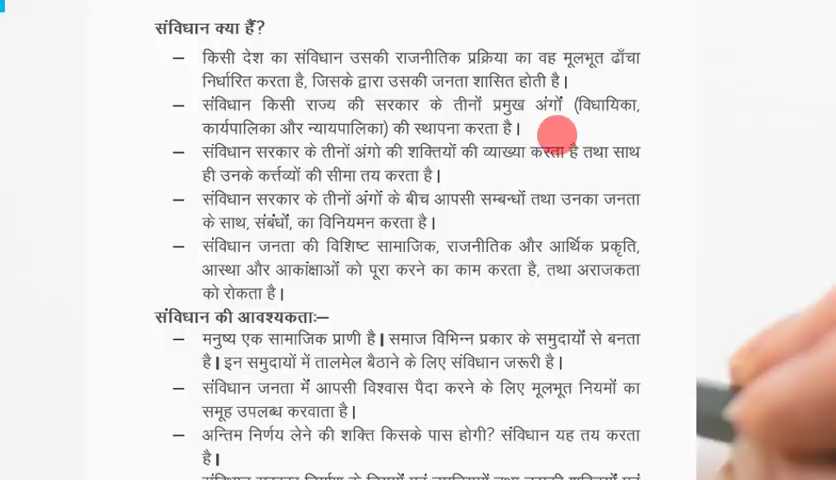 संविधान क्या हैं?
– किसी देश का संविधान उसकी राजनीतिक प्रक्रिया का वह मूलभूत ढाँचा
निर्धारित करता है, जिसके द्वारा उसकी जनता शासित होती है।
– संविधान किसी राज्य की सरकार के तीनों प्रमुख अंगों (विधायिका,
कार्यपालिका और न्यायपालिका) की स्थापना करता है।
– संविधान सरकार के तीनों अंगो की शक्तियों की व्याख्या करता है तथा साथ
ही उनके कर्त्तव्यों की सीमा तय करता है।
– संविधान सरकार के तीनों अंगों के बीच आपसी सम्बन्धों तथा उनका जनता
के साथ, संबंधों, का विनियमन करता है।
– संविधान जनता की विशिष्ट सामाजिक, राजनीतिक और आर्थिक प्रकृति,
आस्था और आकांक्षाओं को पूरा करने का काम करता है, तथा अराजकता
को रोकता है।
संविधान की आवश्यकताः–
– मनुष्य एक सामाजिक प्राणी है। समाज विभिन्न प्रकार के समुदायों से बनता
है। इन समुदायों में तालमेल बैठाने के लिए संविधान जरूरी है।
– संविधान जनता में आपसी विश्वास पैदा करने के लिए मूलभूत नियमों का
समूह उपलब्ध करवाता है।
– अन्तिम निर्णय लेने की शक्ति किसके पास होगी? संविधान यह तय करता
है।